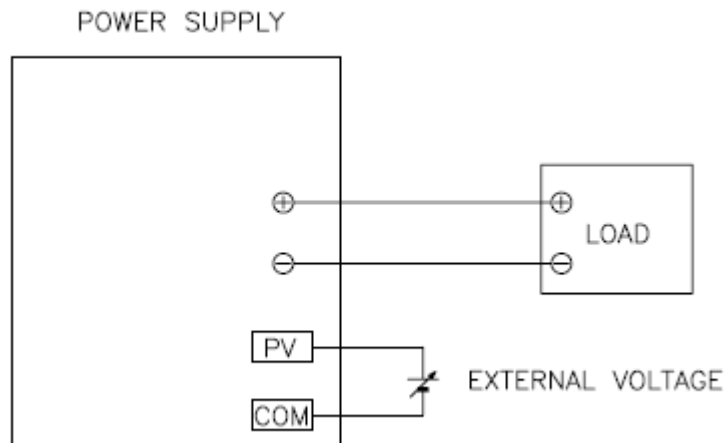 POWER SUPPLY
+
+
LOAD
−
−
PV
EXTERNAL VOLTAGE
COM